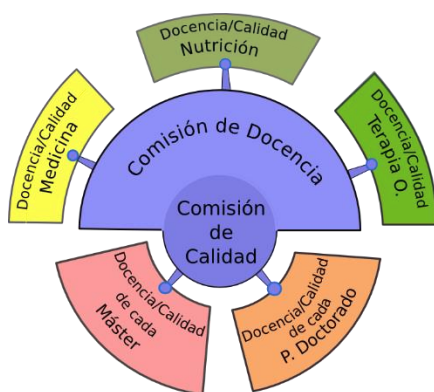 Docencia/Calidad
Nutrición
Docencia/Calidad
Medicina
Docencia/Calidad
Terapia O.
Comisión de Docencia
Comisión
de
Calidad
Docencia/Calidad
de cada
Máster
Docencia/Calidad
de cada
P. Doctorado